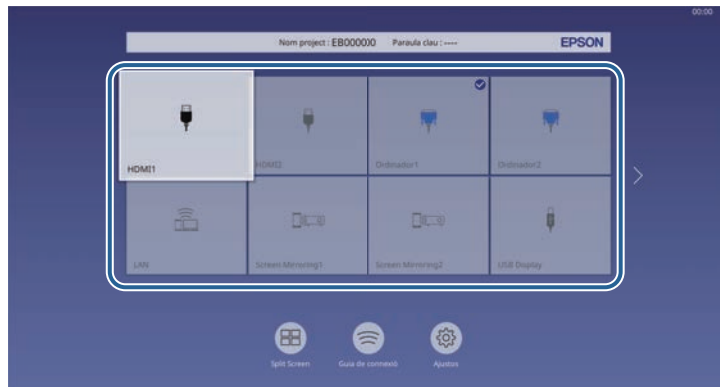 00:00
Nom project : EB000000 Paraula clau : ---- EPSON
HDMI1 HDMI2 Ordinador1 Ordinador2
LAN Screen Mirroring1 Screen Mirroring2 USB Display
Split Screen Guia de connexió Ajustos